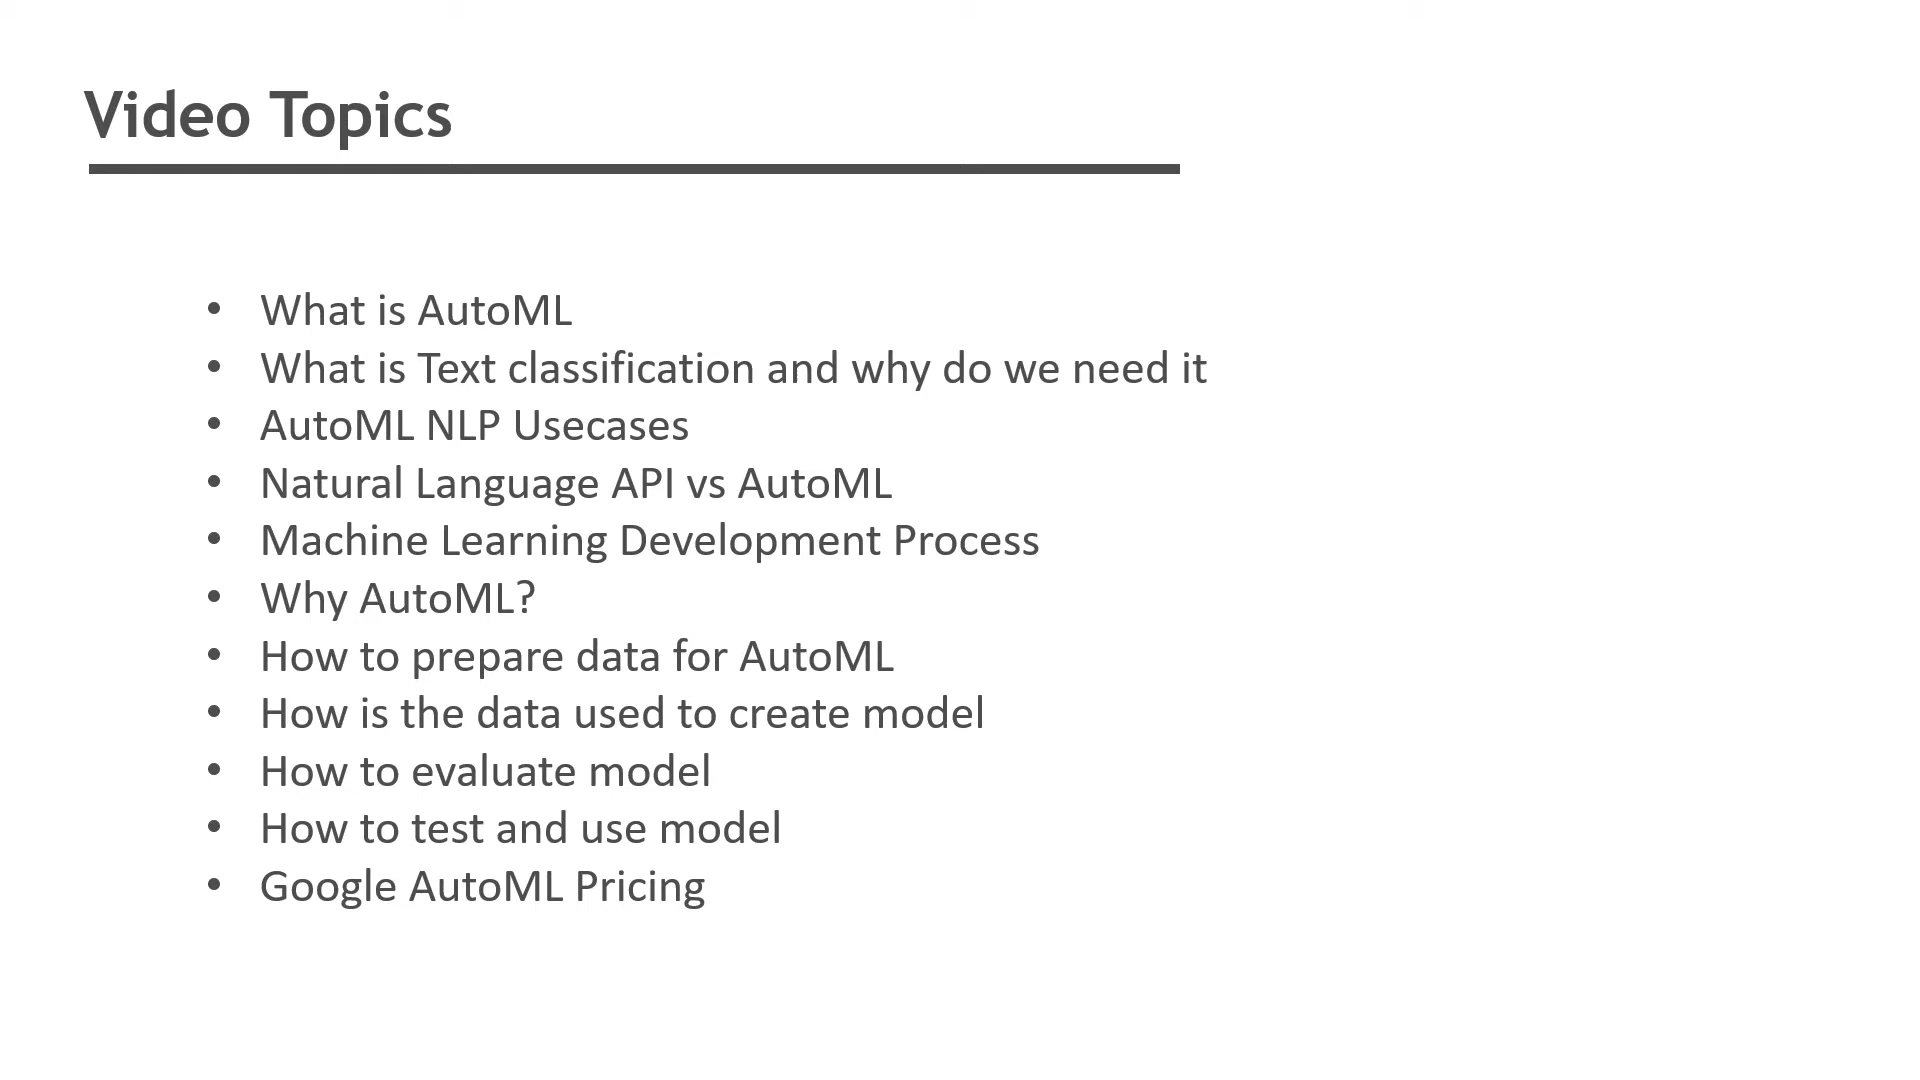 Video Topics
• What is AutoML
• What is Text classification and why do we need it
• AutoML NLP Usecases
• Natural Language API vs AutoML
• Machine Learning Development Process
• Why AutoML?
• How to prepare data for AutoML
• How is the data used to create model
• How to evaluate model
• How to test and use model
• Google AutoML Pricing